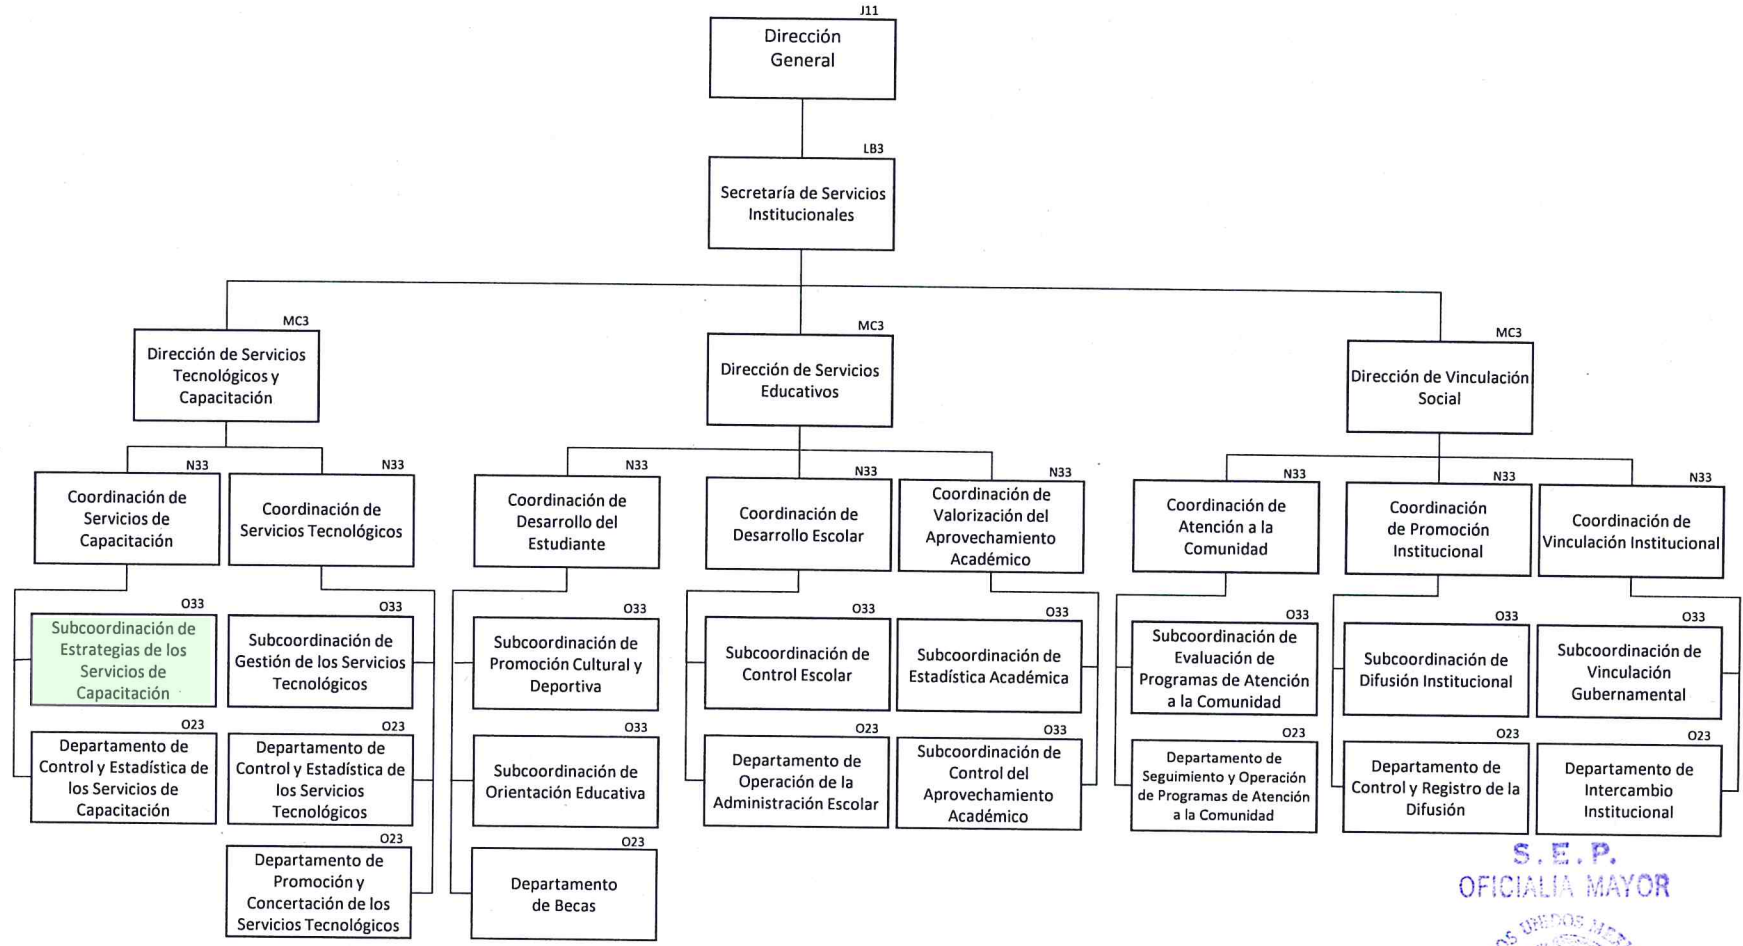 J11
Dirección
General
LB3
Secretaría de Servicios
Institucionales
MC3
Dirección de Servicios
Tecnológicos y
Capacitación
MC3
Dirección de Servicios
Educativos
MC3
Dirección de Vinculación
Social
N33
Coordinación de
Servicios de
Capacitación
N33
Coordinación de
Servicios Tecnológicos
N33
Coordinación de
Desarrollo del
Estudiante
N33
Coordinación de
Desarrollo Escolar
N33
Coordinación de
Valorización del
Aprovechamiento
Académico
N33
Coordinación de
Atención a la
Comunidad
N33
Coordinación
de Promoción
Institucional
N33
Coordinación de
Vinculación Institucional
O33
Subcoordinación de
Estrategias de los
Servicios de
Capacitación
O33
Subcoordinación de
Gestión de los Servicios
Tecnológicos
O33
Subcoordinación de
Promoción Cultural y
Deportiva
O33
Subcoordinación de
Control Escolar
O33
Subcoordinación de
Estadística Académica
O33
Subcoordinación de
Evaluación de
Programas de Atención
a la Comunidad
O33
Subcoordinación de
Difusión Institucional
O33
Subcoordinación de
Vinculación
Gubernamental
O23
Departamento de
Control y Estadística de
los Servicios de
Capacitación
O23
Departamento de
Control y Estadística de
los Servicios
Tecnológicos
O33
Subcoordinación de
Orientación Educativa
O23
Departamento de
Operación de la
Administración Escolar
O33
Subcoordinación de
Control del
Aprovechamiento
Académico
O23
Departamento de
Seguimiento y Operación
de Programas de Atención
a la Comunidad
O23
Departamento de
Control y Registro de la
Difusión
O23
Departamento de
Intercambio
Institucional
O23
Departamento de
Promoción y
Concertación de los
Servicios Tecnológicos
O23
Departamento
de Becas
S.E.P.
OFICIALIA MAYOR